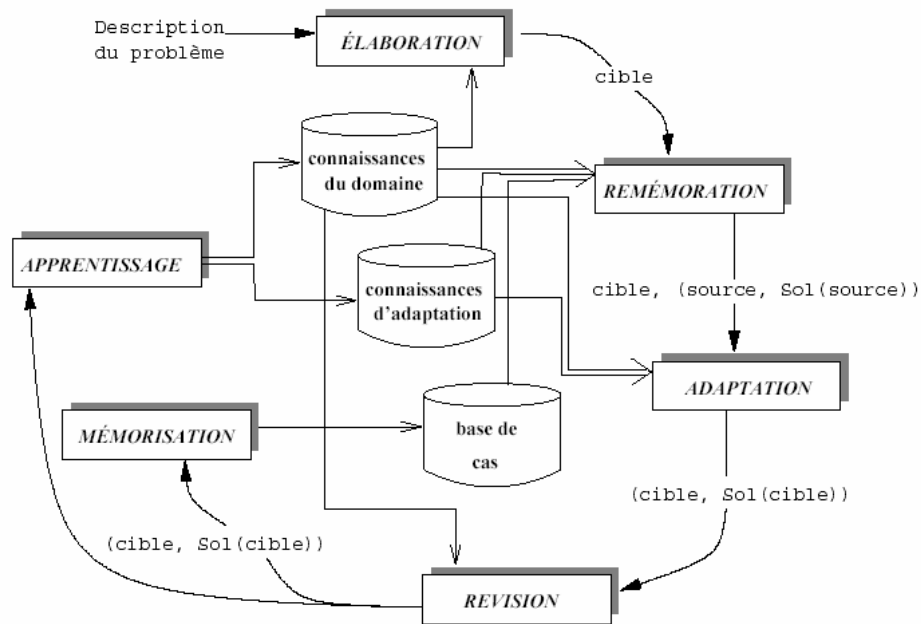 Description
du problème
ÉLABORATION
cible
connaissances
du domaine
REMÉMORATION
APPRENTISSAGE
connaissances
d'adaptation
cible, (source, Sol(source))
ADAPTATION
MÉMORISATION
base de
cas
(cible, Sol(cible))
(cible, Sol(cible))
REVISION